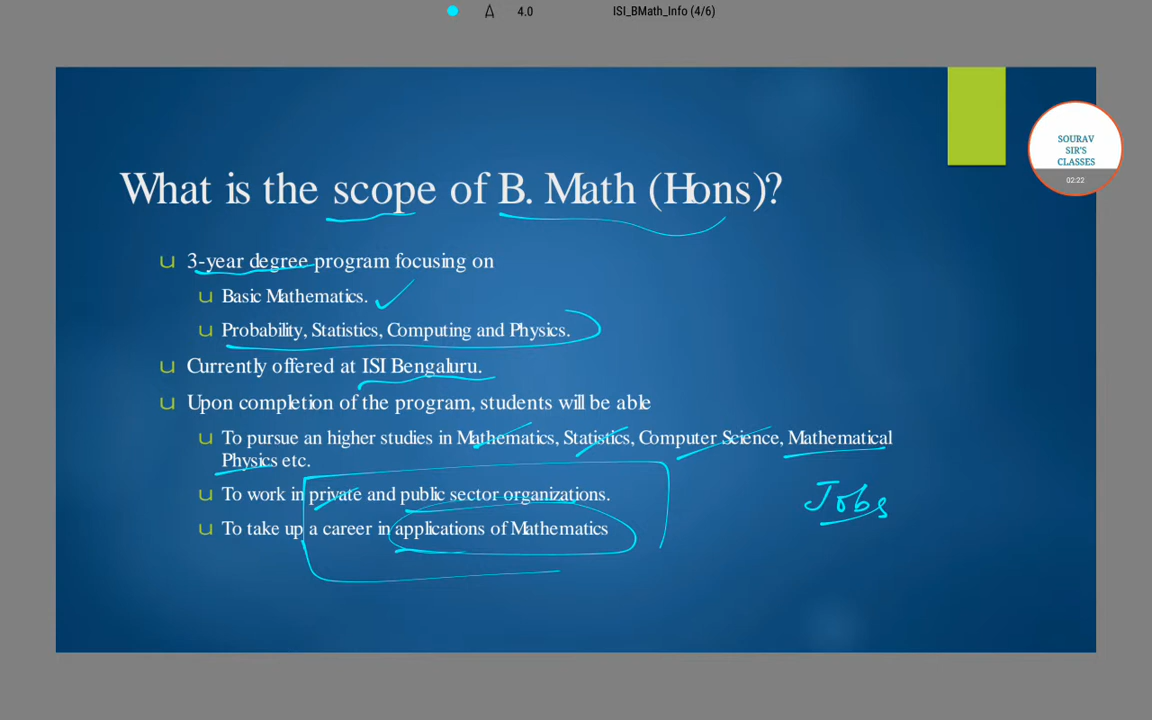 4.0
ISI_BMath_Info (4/6)
SOURAV
SIR'S
CLASSES
02:22
What is the scope of B. Math (Hons)?
u 3-year degree program focusing on
u Basic Mathematics.
u Probability, Statistics, Computing and Physics.
u Currently offered at ISI Bengaluru.
u Upon completion of the program, students will be able
u To pursue an higher studies in Mathematics, Statistics, Computer Science, Mathematical
Physics etc.
u To work in private and public sector organizations.
Jobs
u To take up a career in applications of Mathematics